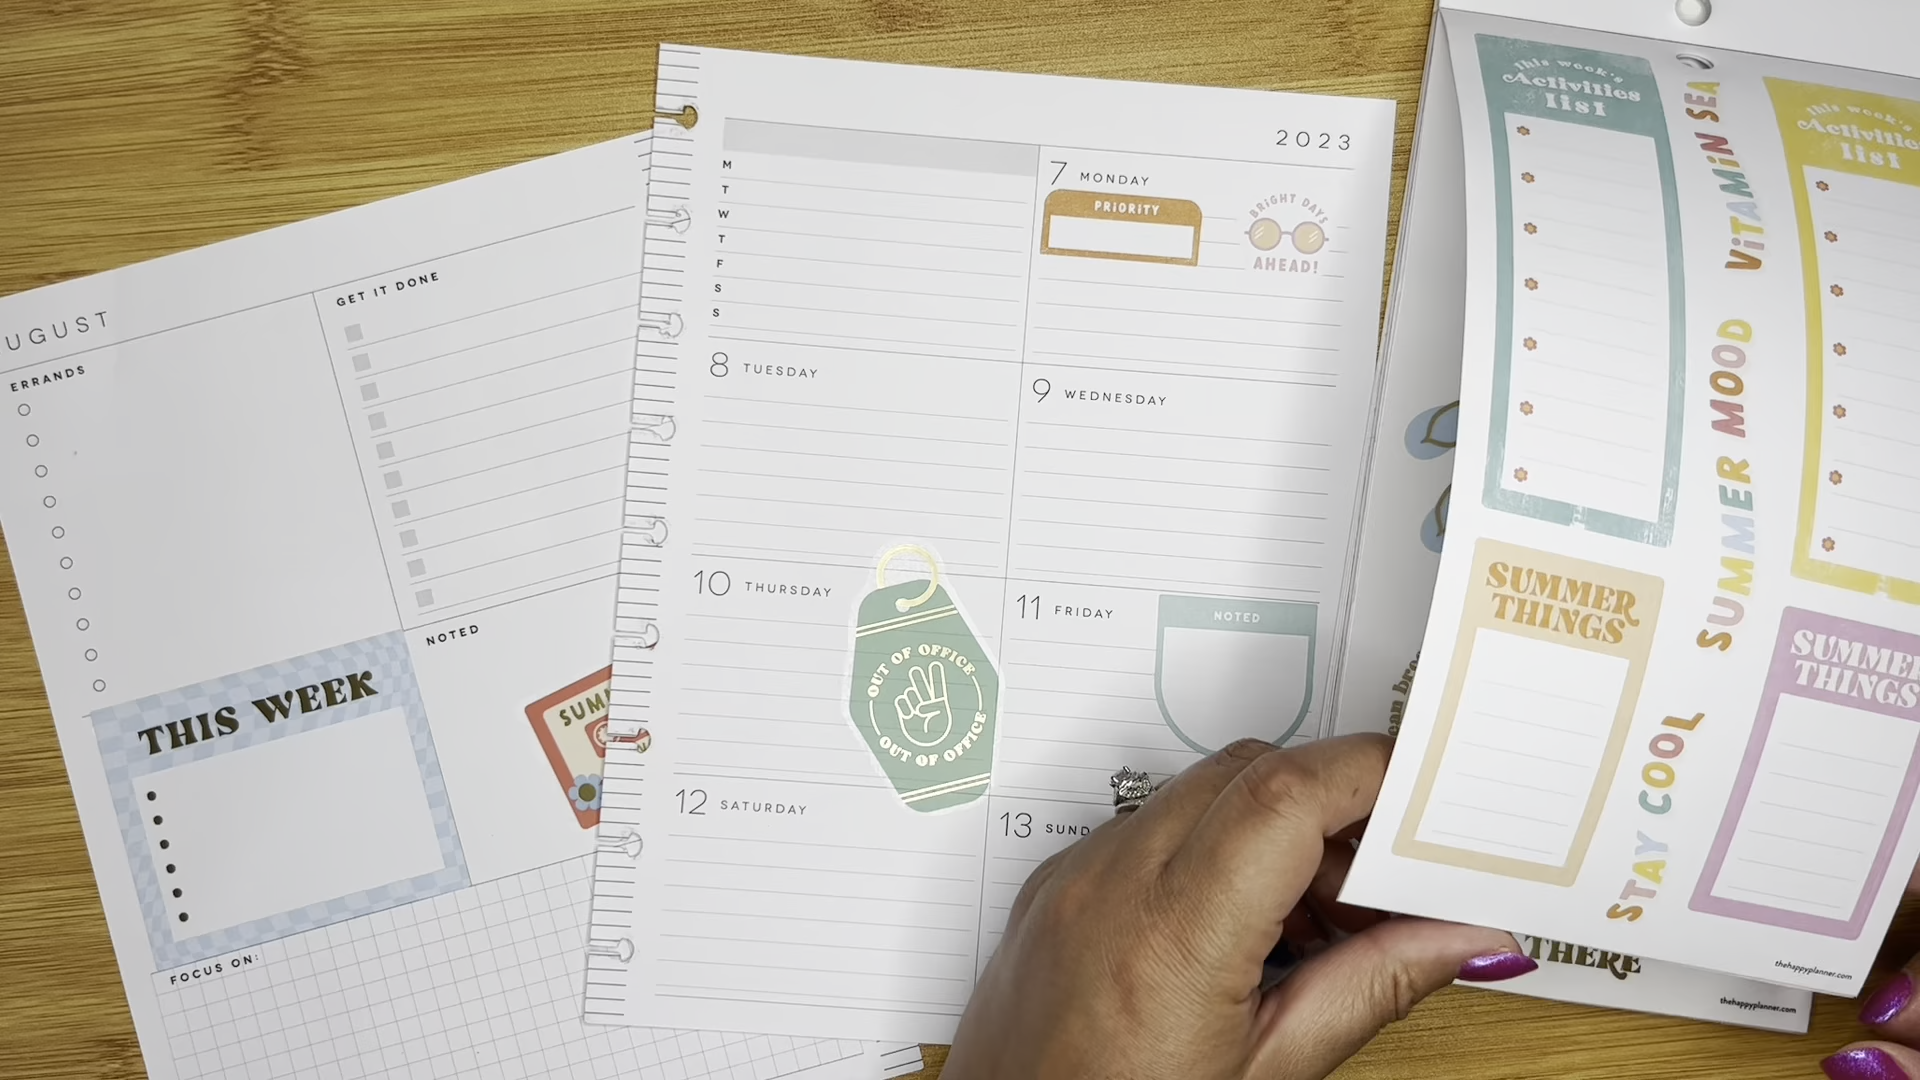 UGUST
ERRANDS
GET IT DONE
THIS WEEK
NOTED
FOCUS ON:
2023
M
T
W
T
F
S
S
7 MONDAY
PRIORITY
BRIGHT DAYS
AHEAD!
8 TUESDAY
9 WEDNESDAY
10 THURSDAY
OUT OF OFFICE
OUT OF OFFICE
11 FRIDAY
NOTED
12 SATURDAY
13 SUND
This week's
Activities
list
VITAMIN SEA
SUMMER MOOD
STAY COOL
This week's
Activities
list
SUMMER
THINGS
SUMMER
THINGS
can
THERE
thehappyplanner.com
thehappyplanner.com